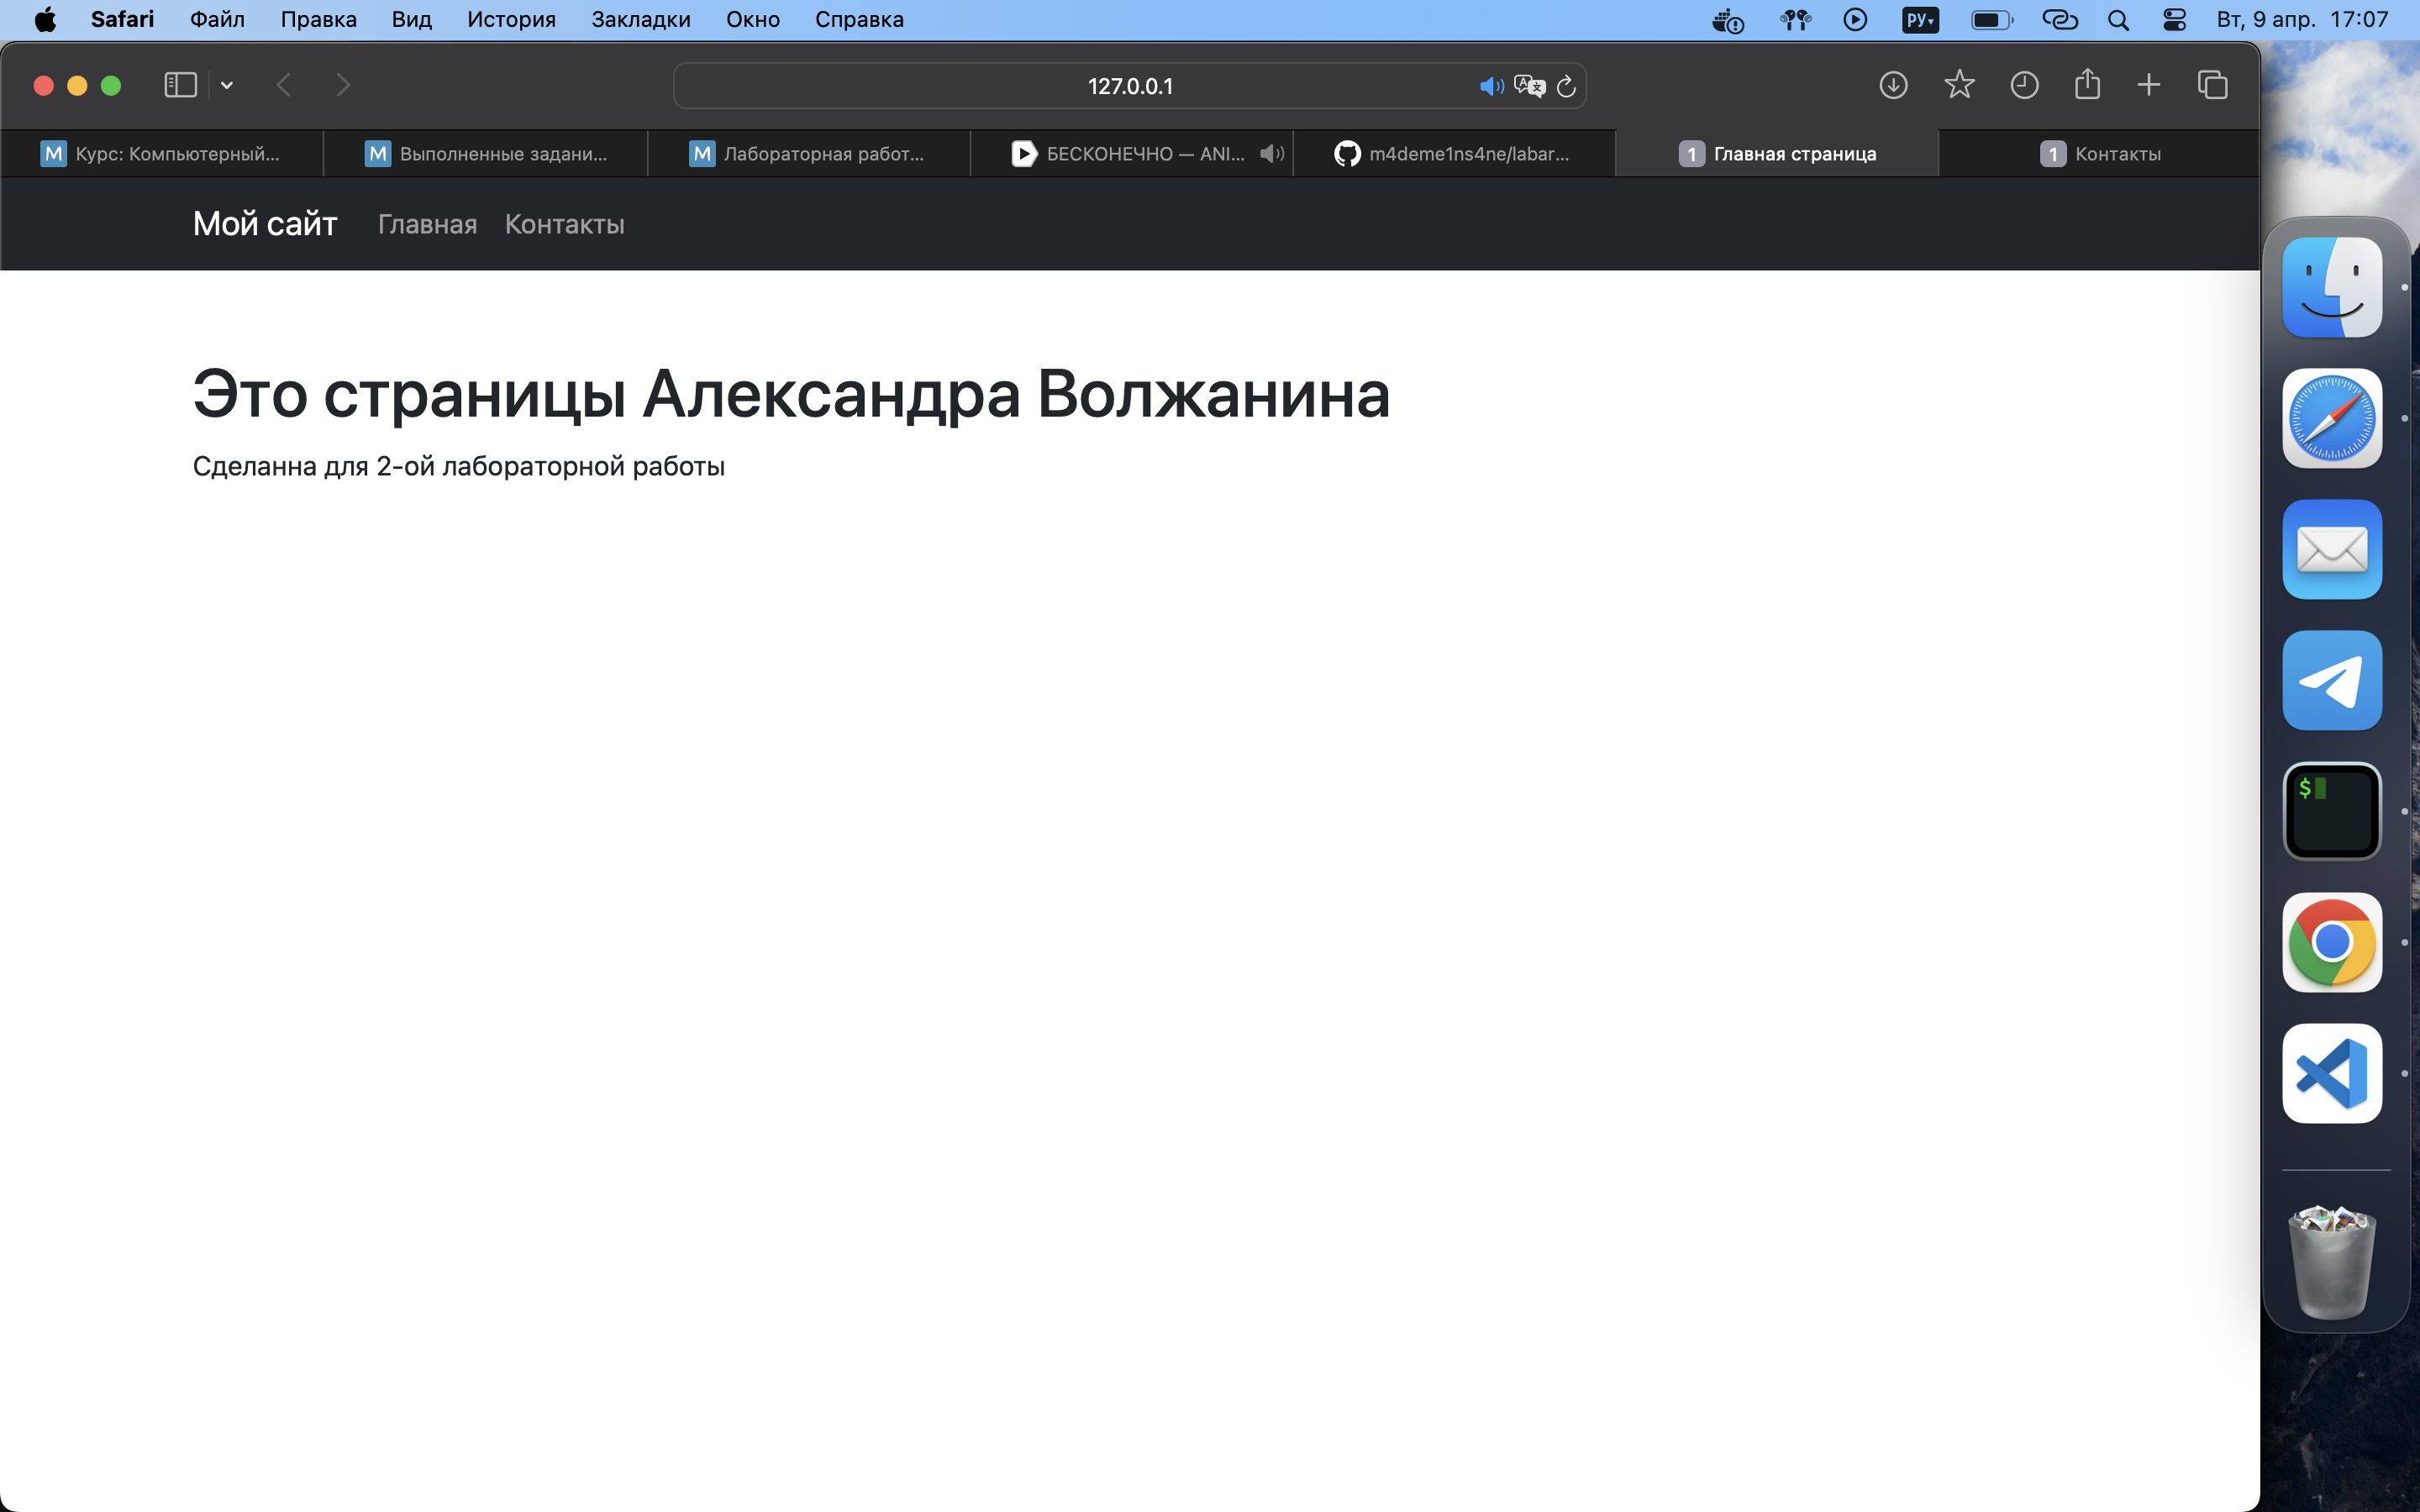 Safari Файл Правка Вид История Закладки Окно Справка РУ Вт, 9 апр. 17:07
127.0.0.1
M Курс: Компьютерный... M Выполненные задани... M Лабораторная работ... БЕСКОНЕЧНО — ANI... m4deme1ns4ne/labar... 1 Главная страница 1 Контакты
Мой сайт Главная Контакты
Это страницы Александра Волжанина
Сделанна для 2-ой лабораторной работы
$